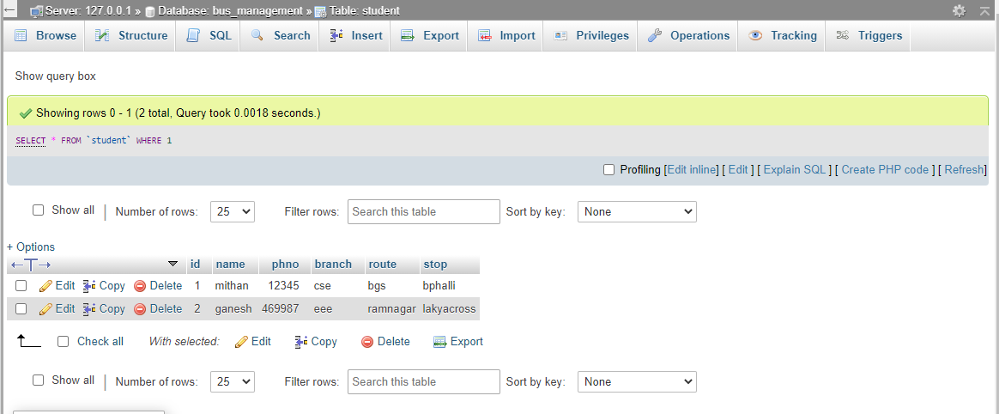 Server: 127.0.0.1 » Database: bus_management » Table: student
Browse Structure SQL Search Insert Export Import Privileges Operations Tracking Triggers
Show query box
Showing rows 0 - 1 (2 total, Query took 0.0018 seconds.)
SELECT * FROM `student` WHERE 1
Profiling [Edit inline] [ Edit ] [ Explain SQL ] [ Create PHP code ] [ Refresh]
Show all | Number of rows: 25 Filter rows: Search this table Sort by key: None
+ Options
←T→ id name phno branch route stop
Edit Copy Delete 1 mithan 12345 cse bgs bphalli
Edit Copy Delete 2 ganesh 469987 eee ramnagar lakyacross
Check all With selected: Edit Copy Delete Export
Show all | Number of rows: 25 Filter rows: Search this table Sort by key: None